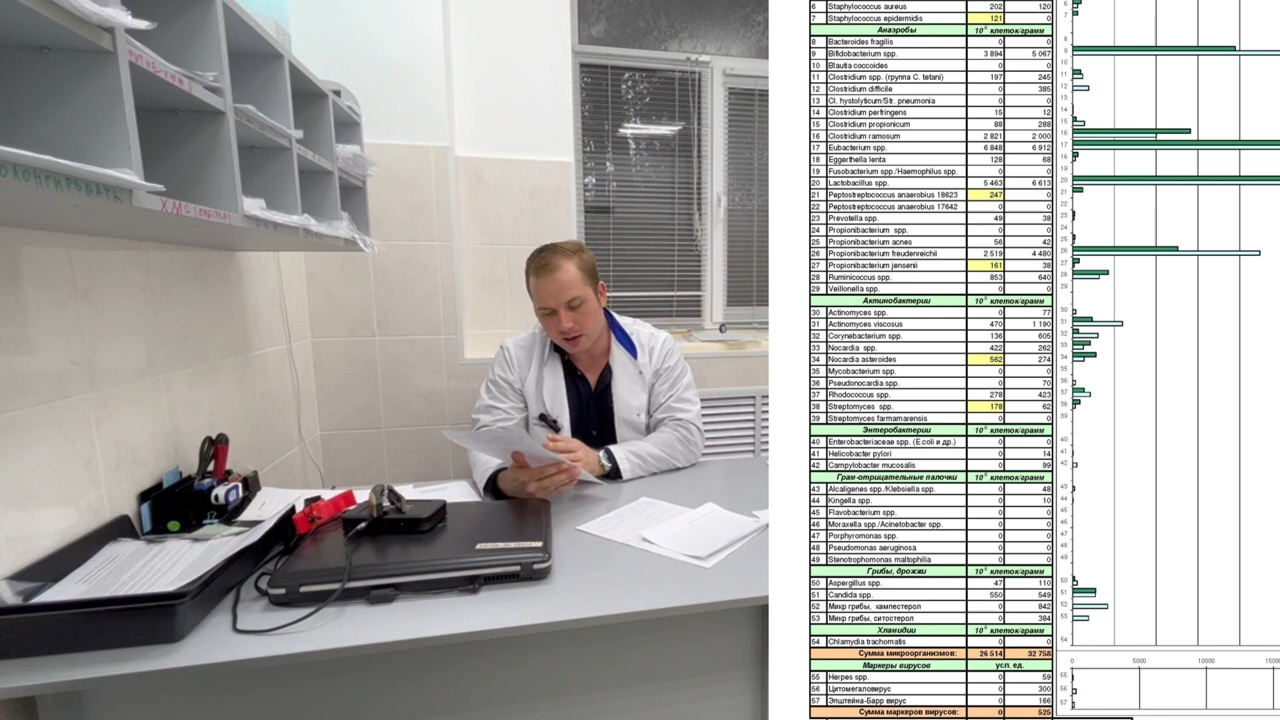 6 Staphylococcus aureus 202 120
7 Staphylococcus epidermidis 121 0
Анаэробы 10⁵ клеток/грамм
8 Bacteroides fragilis 0 0
9 Bifidobacterium spp. 3 894 5 067
10 Blautia coccoides 0 0
11 Clostridium spp. (группа C. tetani) 197 245
12 Clostridium difficile 0 385
13 Cl. hystolyticum/Str. pneumonia 0 0
14 Clostridium perfringens 15 12
15 Clostridium propionicum 88 288
16 Clostridium ramosum 2 821 2 000
17 Eubacterium spp. 6 848 6 912
18 Eggerthella lenta 128 68
19 Fusobacterium spp./Haemophilus spp. 0 0
20 Lactobacillus spp. 5 463 6 613
21 Peptostreptococcus anaerobius 18623 247 0
22 Peptostreptococcus anaerobius 17642 0 0
23 Prevotella spp. 49 38
24 Propionibacterium spp. 0 0
25 Propionibacterium acnes 56 42
26 Propionibacterium freudenreichii 2 519 4 480
27 Propionibacterium jensenii 161 38
28 Ruminicoccus spp. 853 640
29 Veillonella spp. 0 0
Актинобактерии 10⁵ клеток/грамм
30 Actinomyces spp. 0 77
31 Actinomyces viscosus 470 1 190
32 Corynebacterium spp. 136 605
33 Nocardia spp. 422 262
34 Nocardia asteroides 562 274
35 Mycobacterium spp. 0 0
36 Pseudonocardia spp. 0 70
37 Rhodococcus spp. 278 423
38 Streptomyces spp. 178 62
39 Streptomyces farmamarensis 0 0
Энтеробактерии 10⁵ клеток/грамм
40 Enterobacteriaceae spp. (E.coli и др.) 0 0
41 Helicobacter pylori 0 14
42 Campylobacter mucosalis 0 99
Грам-отрицательные палочки 10⁵ клеток/грамм
43 Alcaligenes spp./Klebsiella spp. 0 48
44 Kingella spp. 0 10
45 Flavobacterium spp. 0 0
46 Moraxella spp./Acinetobacter spp. 0 0
47 Porphyromonas spp. 0 0
48 Pseudomonas aeruginosa 0 0
49 Stenotrophomonas maltophilia 0 0
Грибы, дрожжи 10⁵ клеток/грамм
50 Aspergillus spp. 47 110
51 Candida spp. 550 549
52 Микр грибы, кампестерол 0 842
53 Микр грибы, ситостерол 0 384
Хламидии 10⁵ клеток/грамм
54 Chlamydia trachomatis 0 0
Сумма микроорганизмов: 26 514 32 758
Маркеры вирусов усл. ед.
55 Herpes spp. 0 59
56 Цитомегаловирус 0 300
57 Эпштейна-Барр вирус 0 166
Сумма маркеров вирусов: 0 525
0 5000 10000 15000